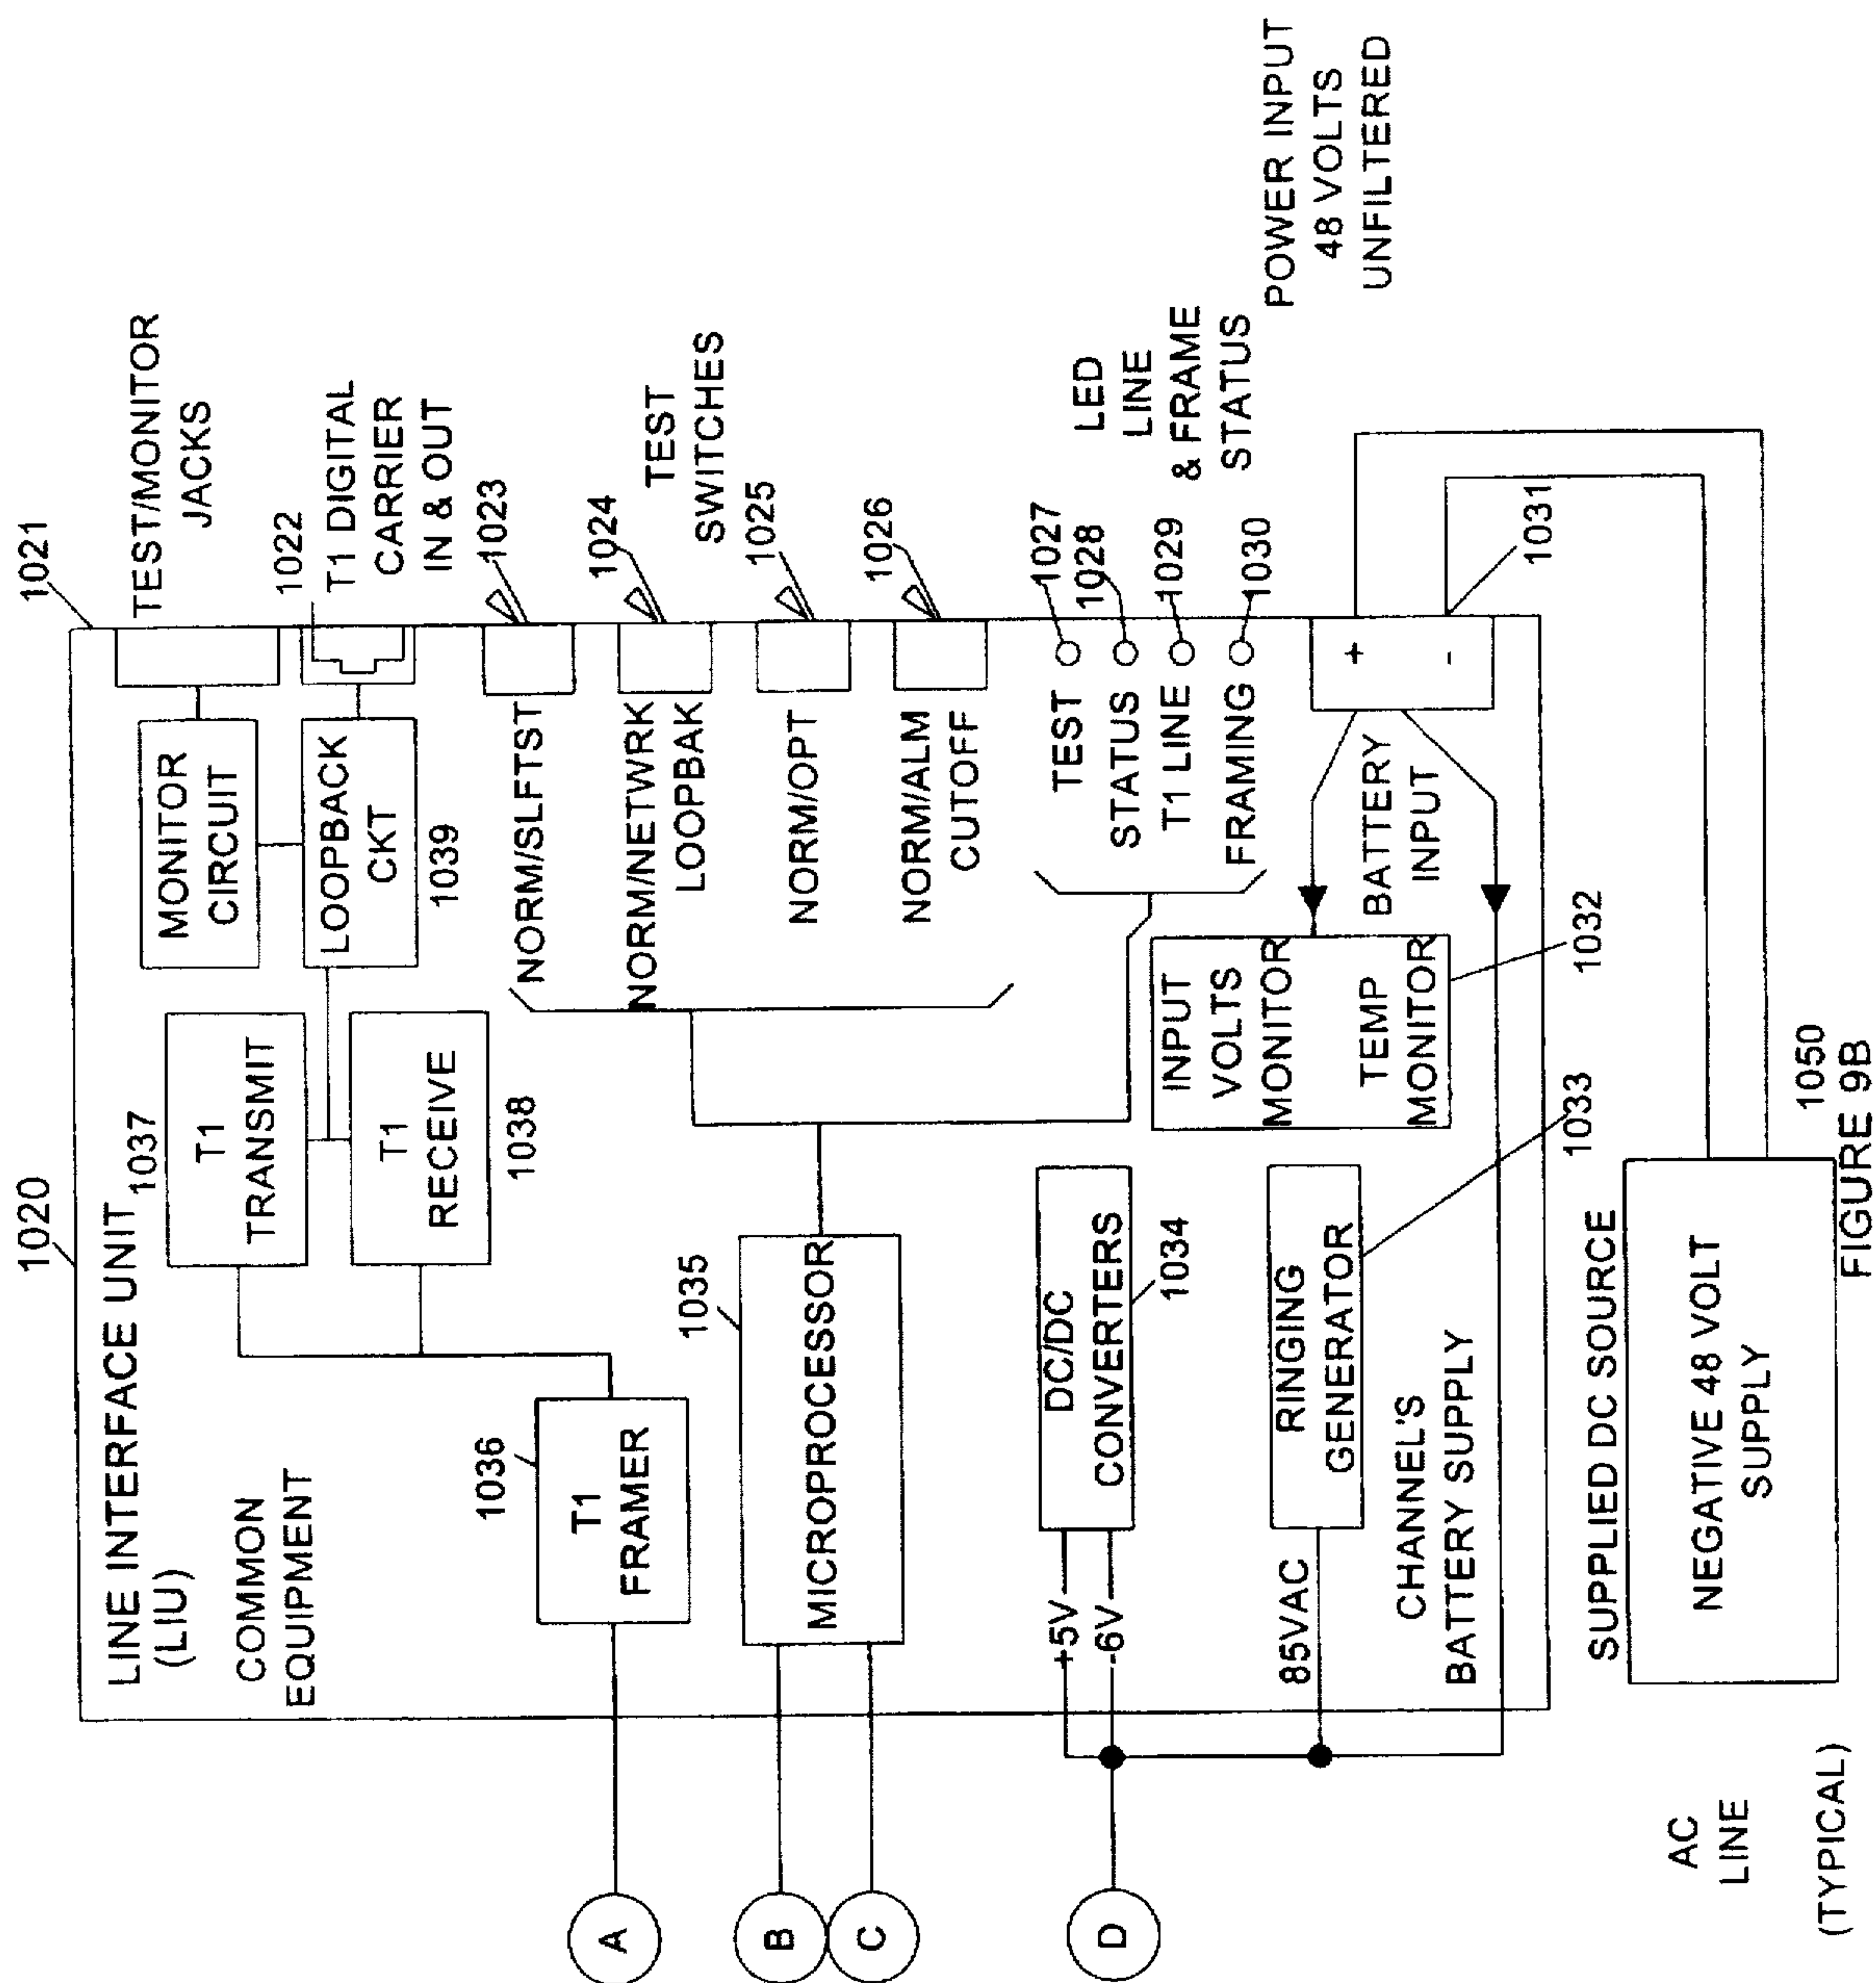 1020
LINE INTERFACE UNIT
(LIU)
COMMON
EQUIPMENT
1037
T1
TRANSMIT
T1
RECEIVE
1038
1036
T1
FRAMER
MONITOR
CIRCUIT
LOOPBACK
CKT
1039
1021
TEST/MONITOR
JACKS
1022
T1 DIGITAL
CARRIER
IN & OUT
NORM/SLFTST
1023
NORM/NETWRK
LOOPBAK
1024
TEST
SWITCHES
NORM/OPT
1025
NORM/ALM
CUTOFF
1026
1035
MICROPROCESSOR
TEST
1027
STATUS
1028
T1 LINE
1029
FRAMING
1030
LED
LINE
& FRAME
STATUS
POWER INPUT
48 VOLTS
UNFILTERED
+
-
1031
BATTERY
INPUT
INPUT
VOLTS
MONITOR
TEMP
MONITOR
1032
DC/DC
CONVERTERS
1034
+5V
-6V
RINGING
GENERATOR
1033
85VAC
CHANNEL'S
BATTERY SUPPLY
A
B
C
D
SUPPLIED DC SOURCE
NEGATIVE 48 VOLT
SUPPLY
1050
AC
LINE
(TYPICAL)
FIGURE 9B